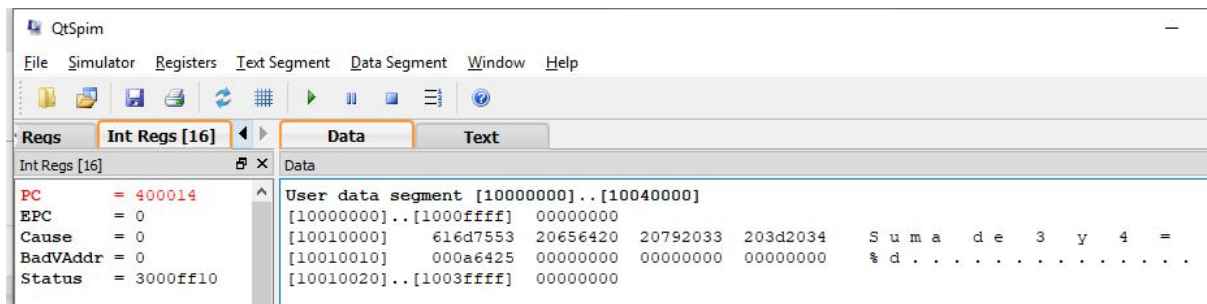 QtSpim
File Simulator Registers Text Segment Data Segment Window Help
Regs Int Regs [16] Data Text
Int Regs [16] Data
PC = 400014
EPC = 0
Cause = 0
BadVAddr = 0
Status = 3000ff10
User data segment [10000000]..[10040000]
[10000000]..[1000ffff] 00000000
[10010000] 616d7553 20656420 20792033 203d2034 S u m a d e 3 y 4 =
[10010010] 000a6425 00000000 00000000 00000000 % d . . . . . . . . . . . . . .
[10010020]..[1003ffff] 00000000